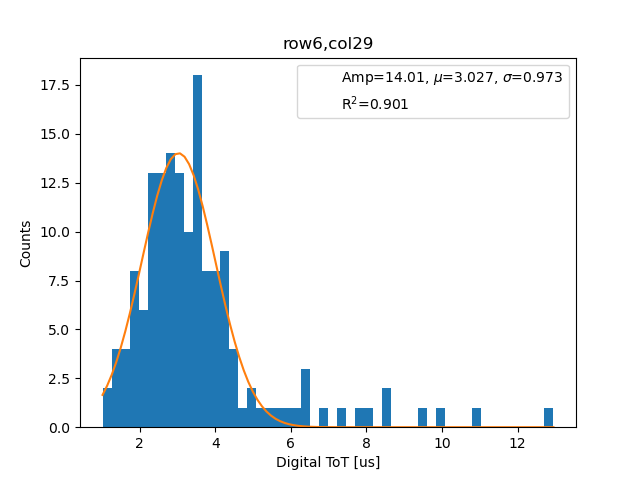 row6,col29
Amp=14.01, μ=3.027, σ=0.973
R²=0.901
17.5
15.0
12.5
10.0
7.5
5.0
2.5
0.0
Counts
2 4 6 8 10 12
Digital ToT [us]